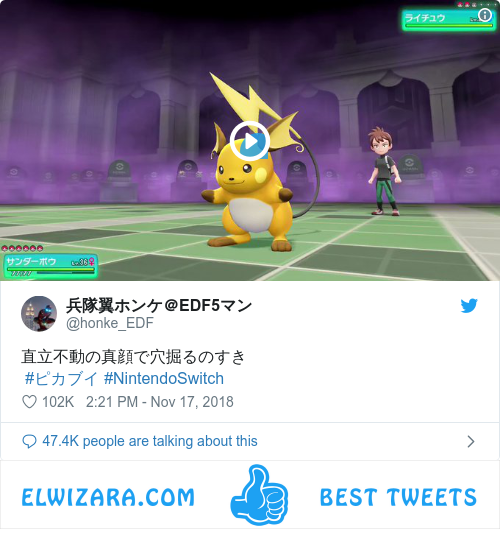 ライチュウ
サンダーボウ Lv.38♀
兵隊翼ホンケ@EDF5マン
@honke_EDF
直立不動の真顔で穴掘るのすき
#ピカブイ #NintendoSwitch
102K 2:21 PM - Nov 17, 2018
47.4K people are talking about this
ELWIZARA.COM BEST TWEETS